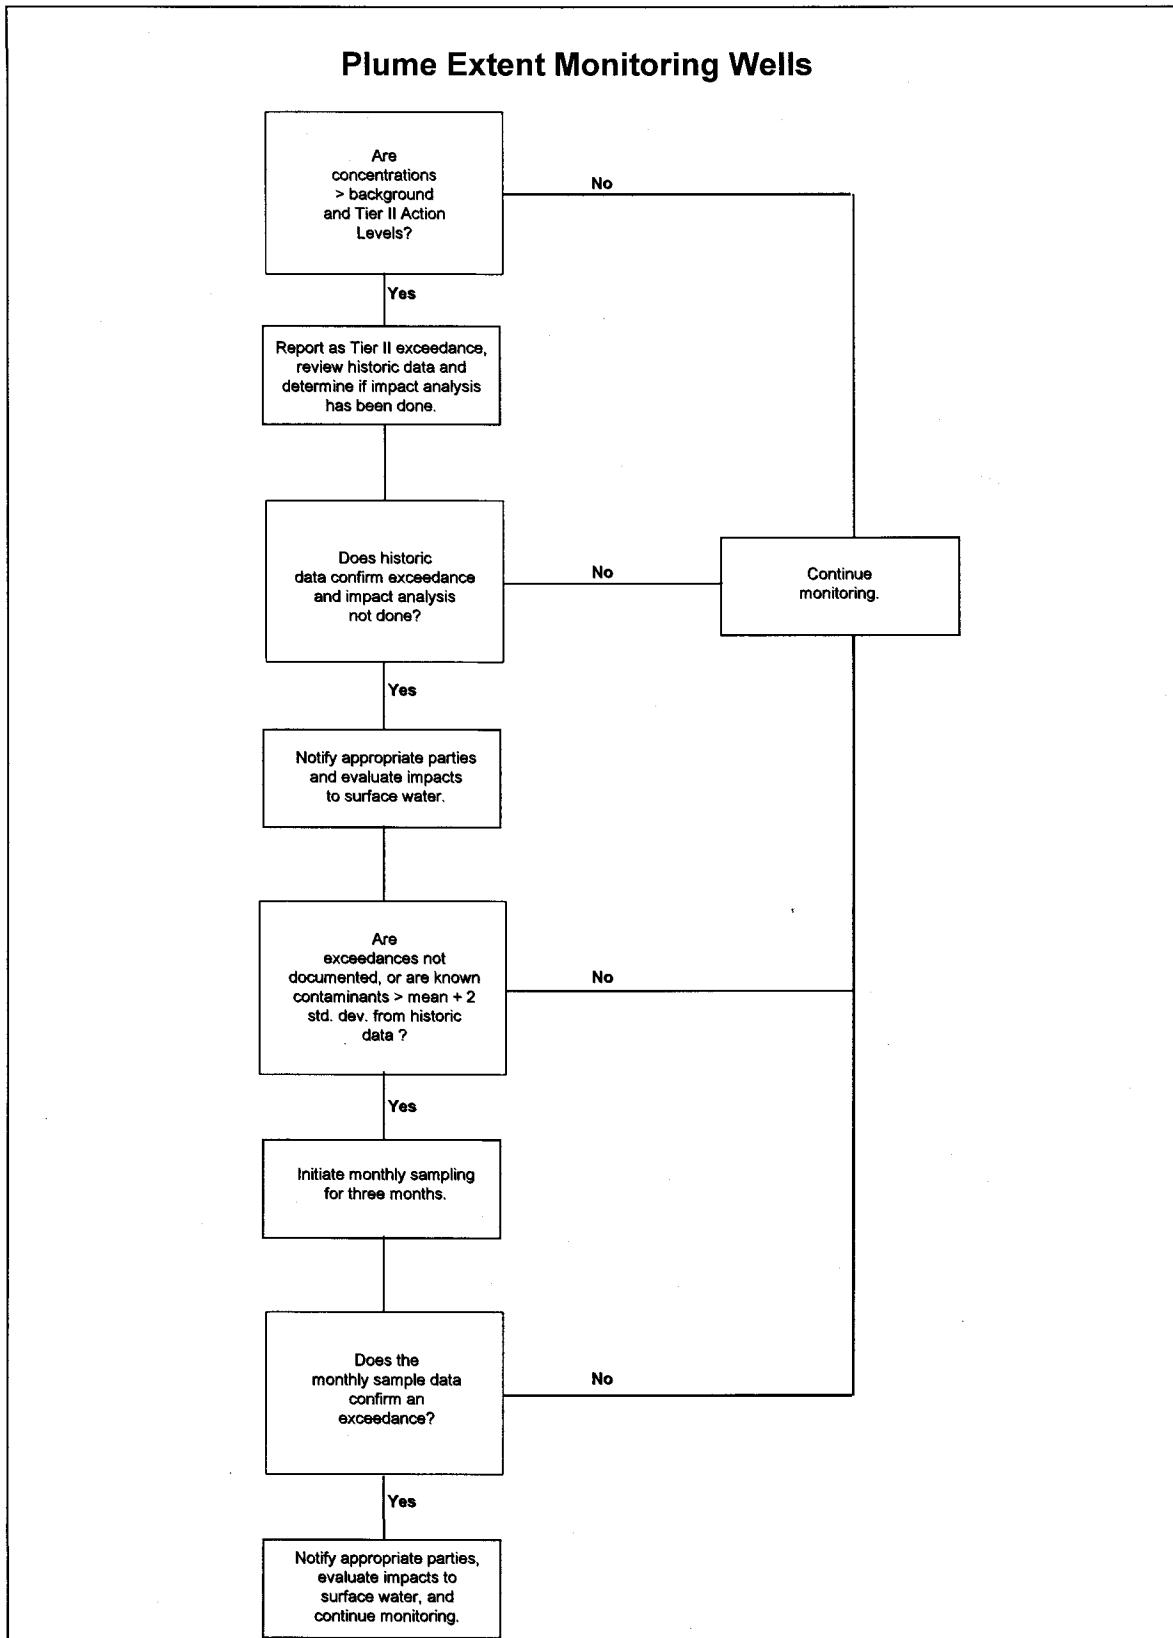 Plume Extent Monitoring Wells
Are
concentrations
> background
and Tier II Action
Levels?
No
Yes
Report as Tier II exceedance,
review historic data and
determine if impact analysis
has been done.
Does historic
data confirm exceedance
and impact analysis
not done?
No
Continue
monitoring.
Yes
Notify appropriate parties
and evaluate impacts
to surface water.
Are
exceedances not
documented, or are known
contaminants > mean + 2
std. dev. from historic
data ?
No
Yes
Initiate monthly sampling
for three months.
Does the
monthly sample data
confirm an
exceedance?
No
Yes
Notify appropriate parties,
evaluate impacts to
surface water, and
continue monitoring.